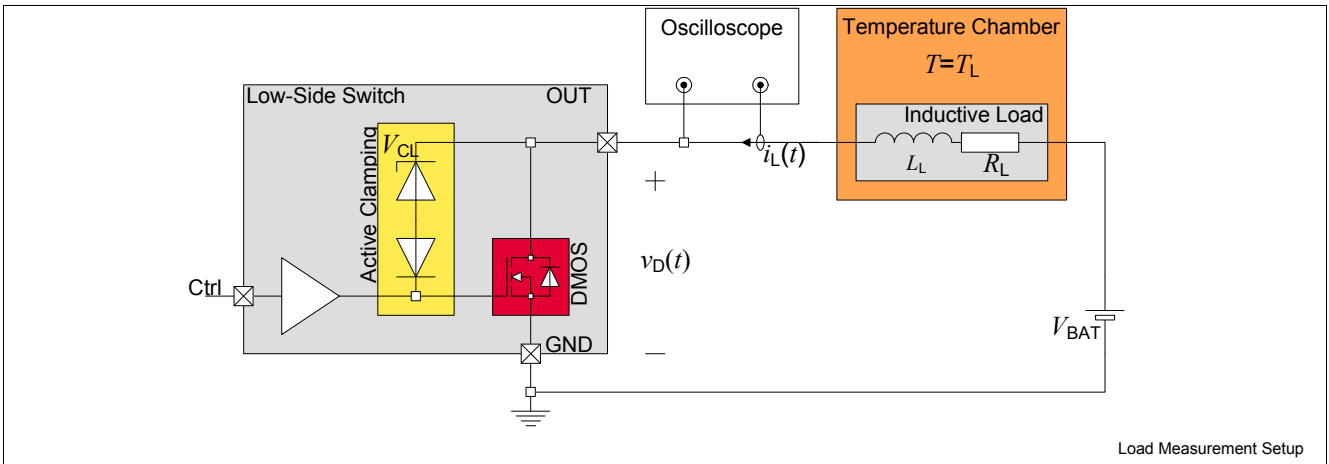 Oscilloscope
Temperature Chamber
T=TL
Low-Side Switch
OUT
Inductive Load
VCL
iL(t)
LL
RL
Active Clamping
+
vD(t)
DMOS
Ctrl
VBAT
GND
−
Load Measurement Setup